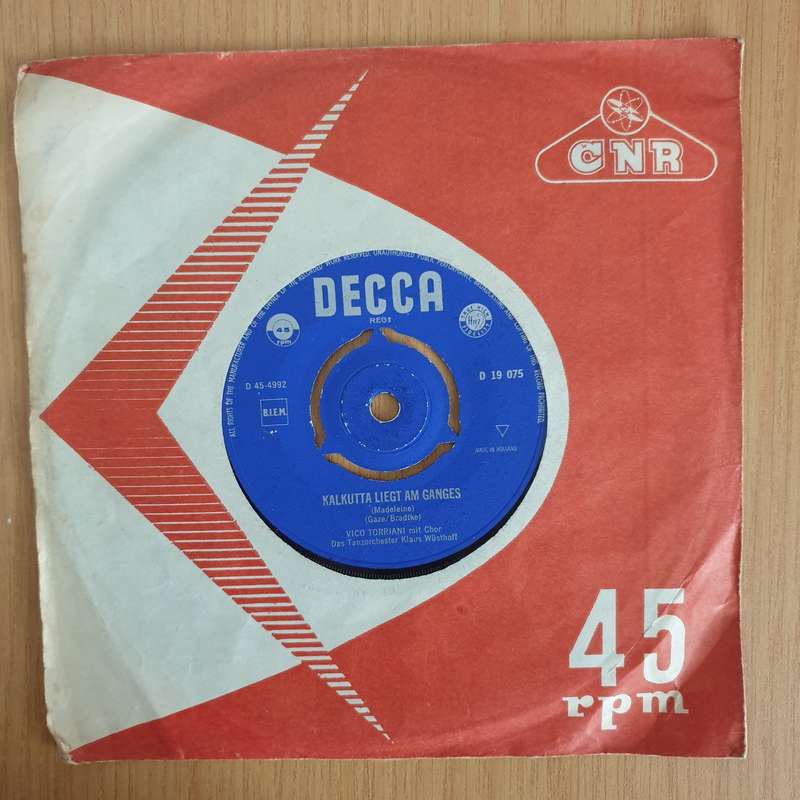 CNR
DECCA
REGD
45
rpm
D 45-4992
D 19 075
B.I.E.M.
MADE IN HOLLAND
KALKUTTA LIEGT AM GANGES
(Madeleine)
(Gaze/Bradtke)
VICO TORRIANI mit Chor
Das Tanzorchester Klaus Wüsthoff
45
rpm